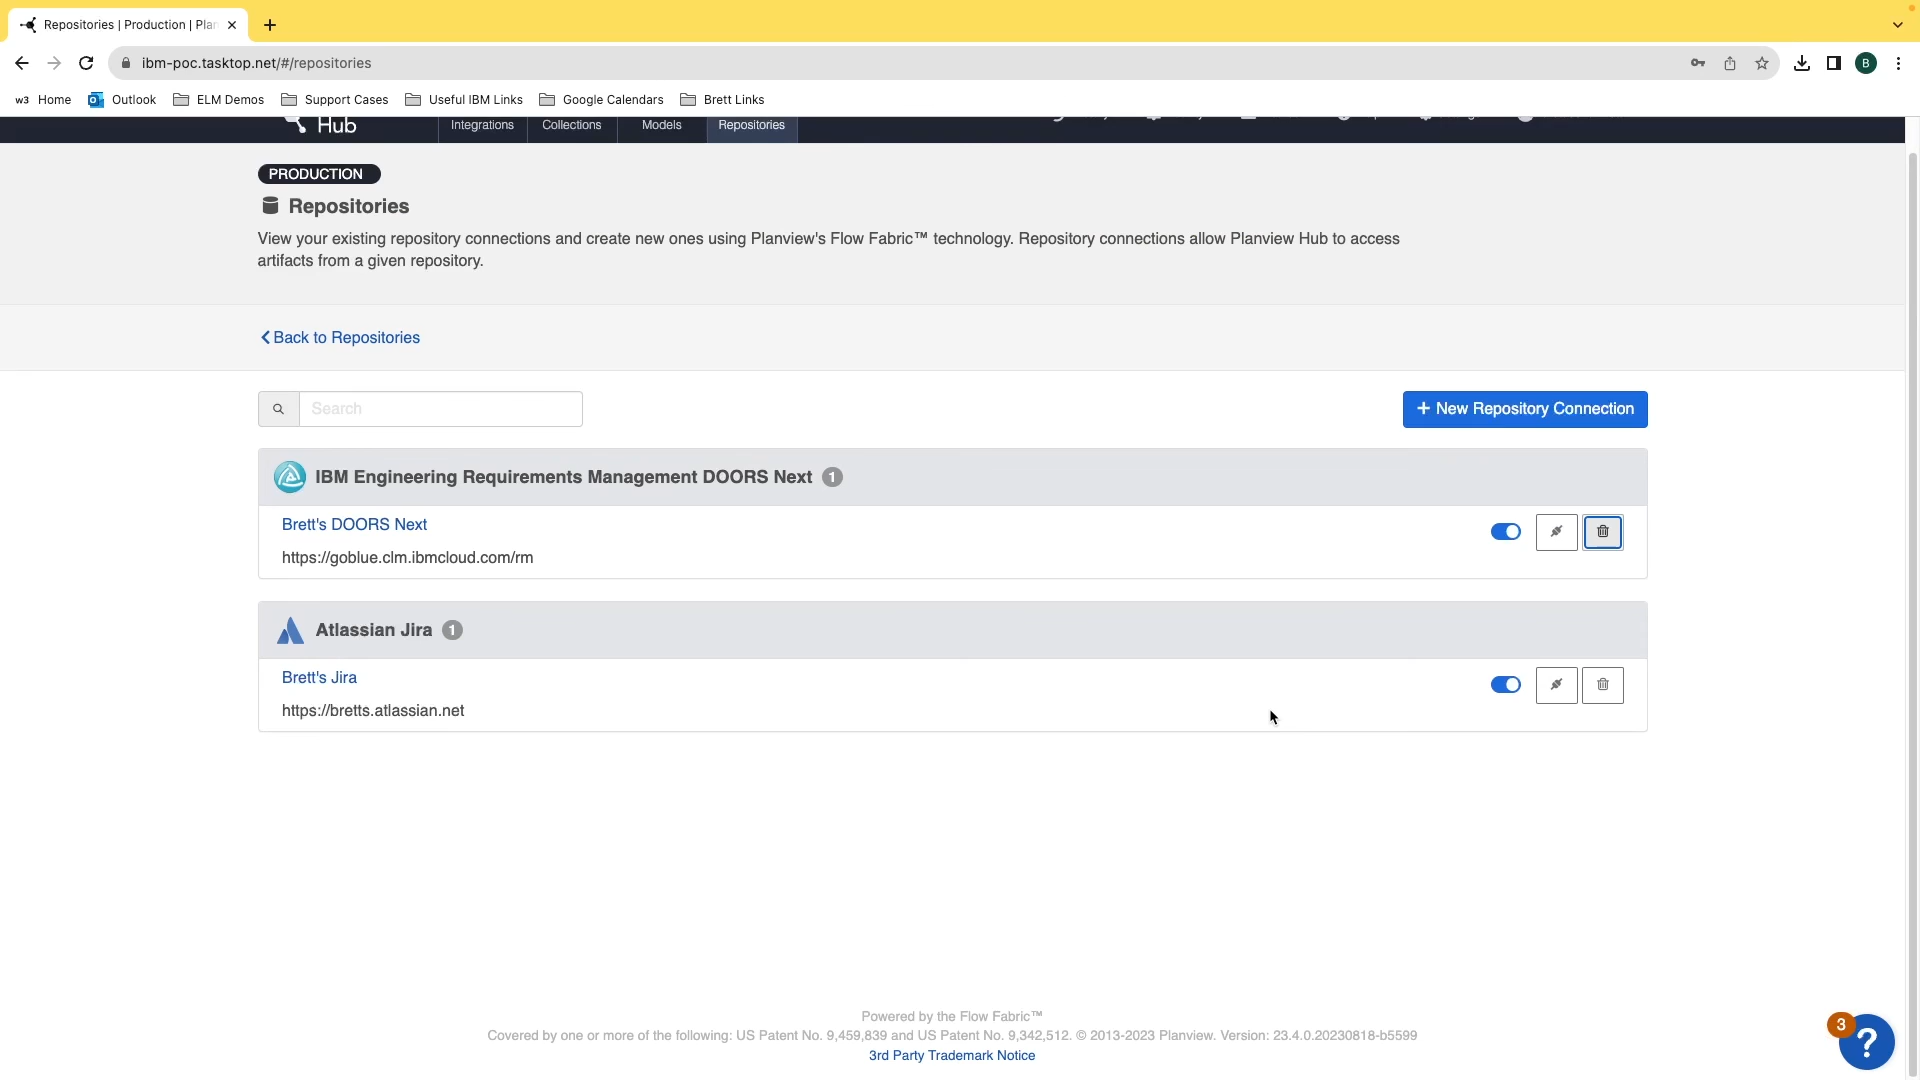 Repositories | Production | Plan
ibm-poc.tasktop.net/#/repositories
B
w3 Home Outlook ELM Demos Support Cases Useful IBM Links Google Calendars Brett Links
Hub Integrations Collections Models Repositories
PRODUCTION
Repositories
View your existing repository connections and create new ones using Planview's Flow Fabric™ technology. Repository connections allow Planview Hub to access
artifacts from a given repository.
Back to Repositories
Search
+ New Repository Connection
IBM Engineering Requirements Management DOORS Next 1
Brett's DOORS Next
https://goblue.clm.ibmcloud.com/rm
Atlassian Jira 1
Brett's Jira
https://bretts.atlassian.net
Powered by the Flow Fabric™
Covered by one or more of the following: US Patent No. 9,459,839 and US Patent No. 9,342,512. © 2013-2023 Planview. Version: 23.4.0.20230818-b5599
3rd Party Trademark Notice
3
?